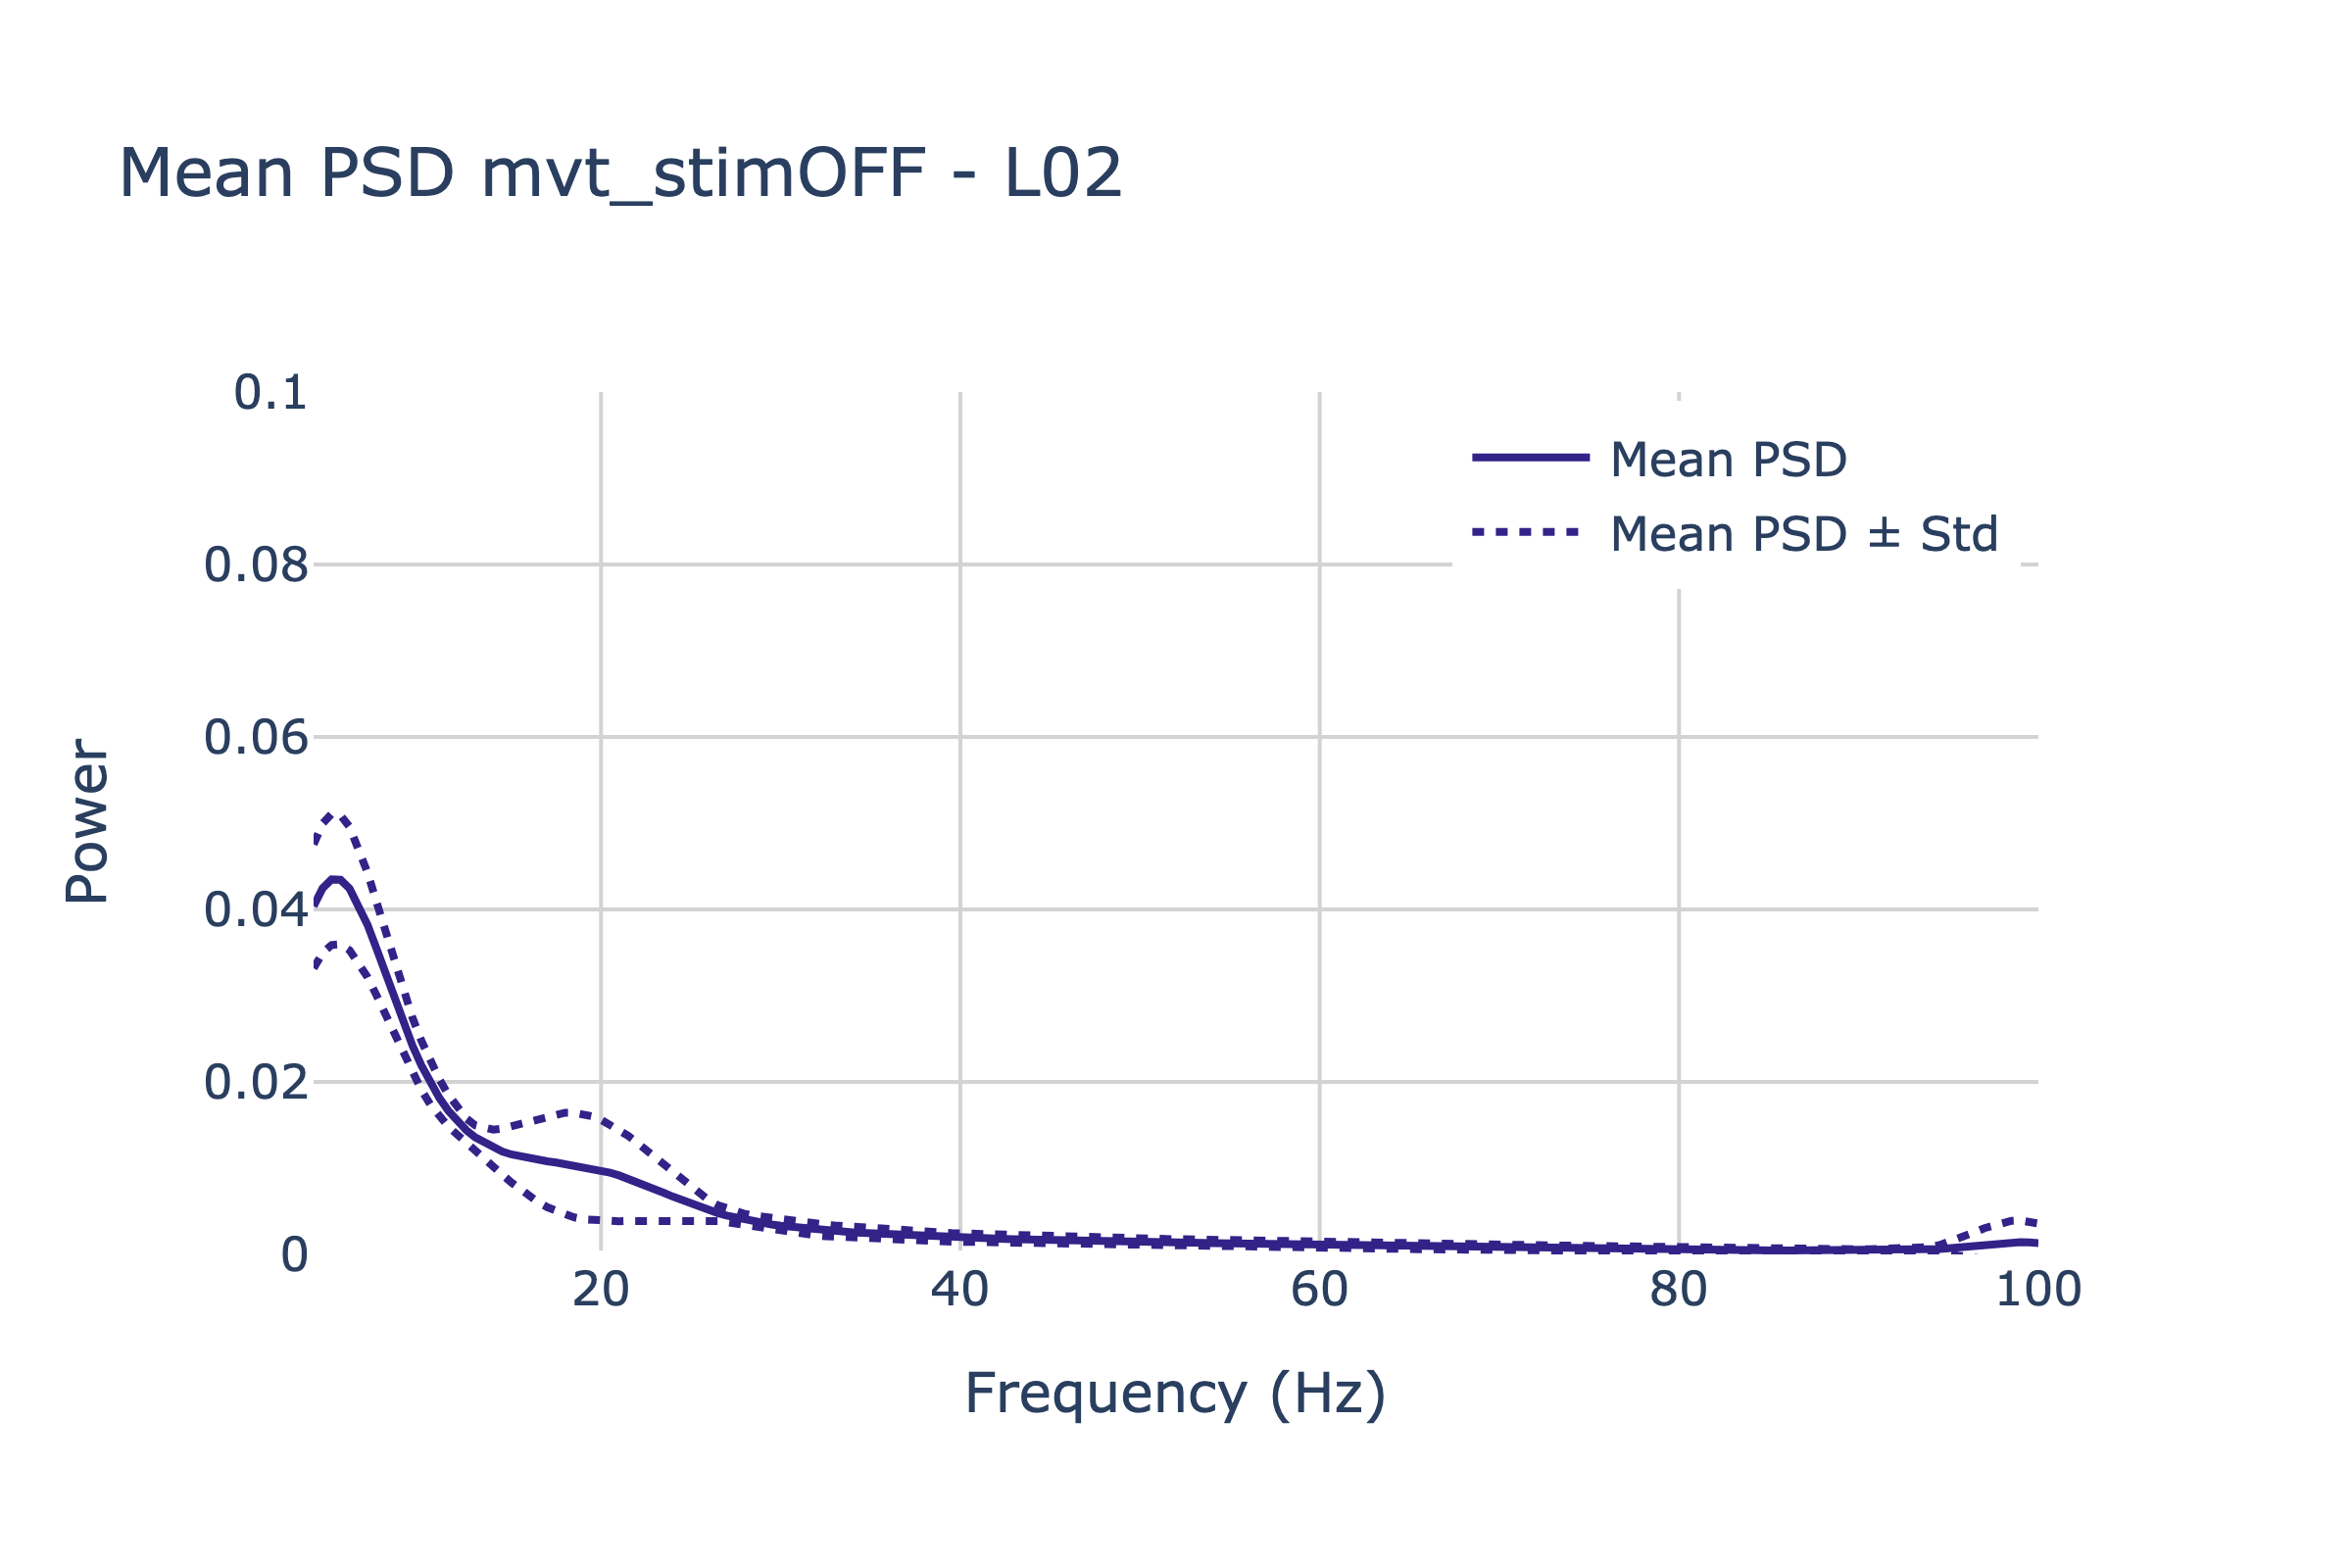 Mean PSD mvt_stimOFF - L02
Mean PSD
Mean PSD ± Std
Power
0.1
0.08
0.06
0.04
0.02
0
20
40
60
80
100
Frequency (Hz)